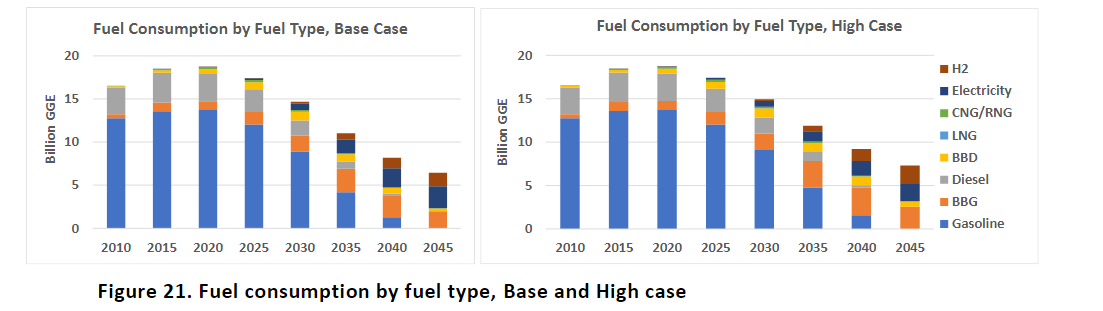 Fuel Consumption by Fuel Type, Base Case
20
15
10
5
0
Billion GGE
2010 2015 2020 2025 2030 2035 2040 2045
Fuel Consumption by Fuel Type, High Case
20
15
10
5
0
Billion GGE
2010 2015 2020 2025 2030 2035 2040 2045
H2
Electricity
CNG/RNG
LNG
BBD
Diesel
BBG
Gasoline
Figure 21. Fuel consumption by fuel type, Base and High case